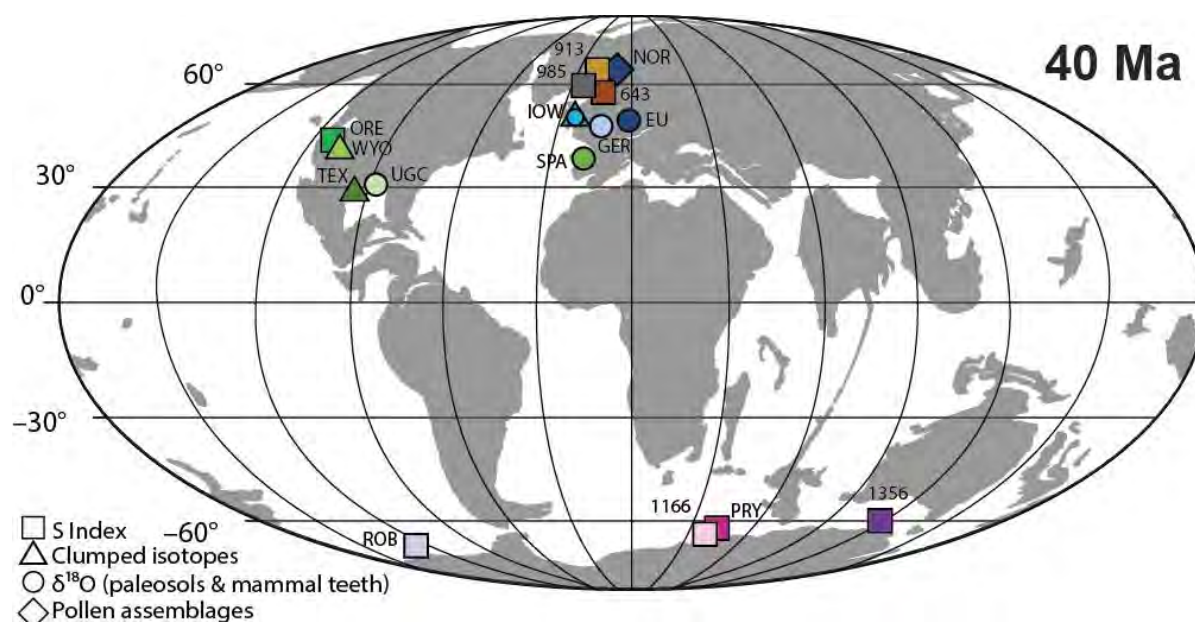 40 Ma
913
NOR
985
60°
643
IOW
EU
ORE
GER
WYO
SPA
TEX
UGC
30°
0°
−30°
1166
PRY
1356
S Index
−60°
ROB
Clumped isotopes
δ¹⁸O (paleosols & mammal teeth)
Pollen assemblages